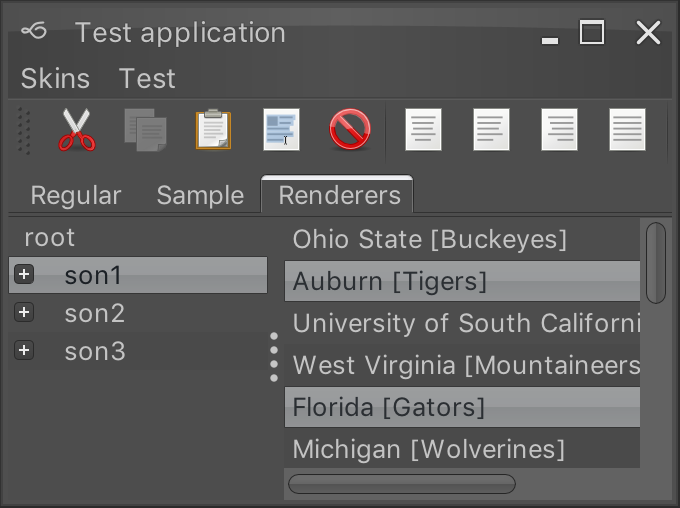 Test application
Skins Test
Regular Sample Renderers
root
son1
son2
son3
Ohio State [Buckeyes]
Auburn [Tigers]
University of South Californi
West Virginia [Mountaineers
Florida [Gators]
Michigan [Wolverines]